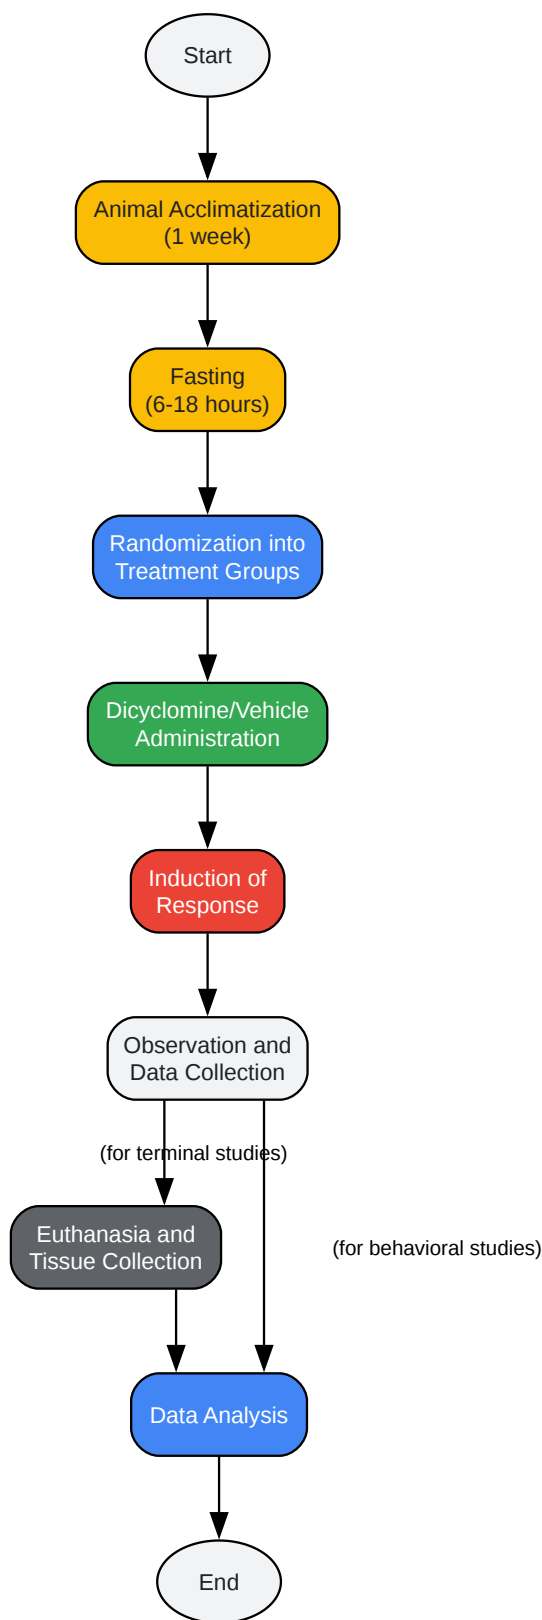 Start
Animal Acclimatization
(1 week)
Fasting
(6-18 hours)
Randomization into
Treatment Groups
Dicyclomine/Vehicle
Administration
Induction of
Response
Observation and
Data Collection
(for terminal studies)
Euthanasia and
Tissue Collection
(for behavioral studies)
Data Analysis
End